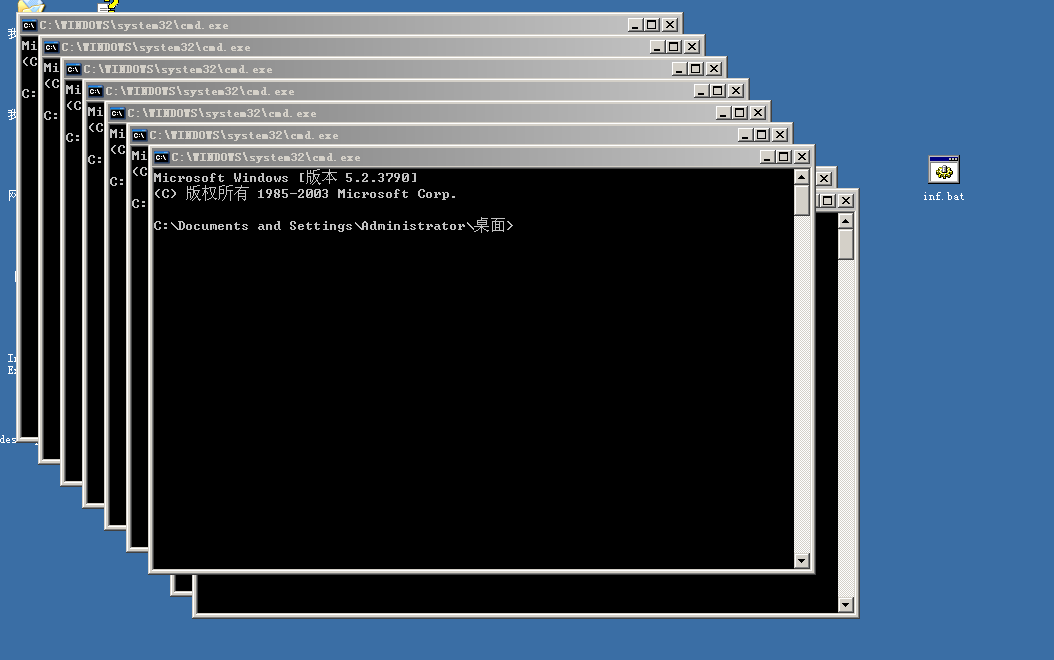 C:\WINDOWS\system32\cmd.exe
C:\WINDOWS\system32\cmd.exe
C:\WINDOWS\system32\cmd.exe
C:\WINDOWS\system32\cmd.exe
C:\WINDOWS\system32\cmd.exe
C:\WINDOWS\system32\cmd.exe
C:\WINDOWS\system32\cmd.exe
Microsoft Windows [版本 5.2.3790]
(C) 版权所有 1985-2003 Microsoft Corp.
C:\Documents and Settings\Administrator\桌面>
inf.bat